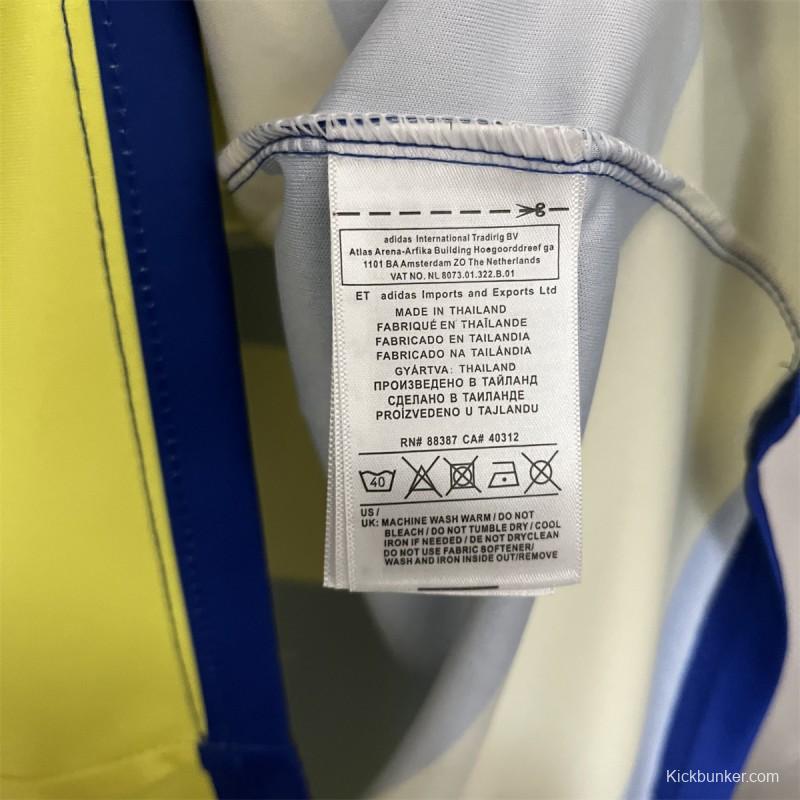 adidas International Tradirig BV
Atlas Arena-Arfika Building Hoegoorddreef ga
1101 BA Amsterdam ZO The Netherlands
VAT NO. NL 8073.01.322.B.01
ET adidas Imports and Exports Ltd
MADE IN THAILAND
FABRIQUÉ EN THAÏLANDE
FABRICADO EN TAILANDIA
FABRICADO NA TAILÂNDIA
GYÁRTVA: THAILAND
ПРОИЗВЕДЕНО В ТАЙЛАНД
СДЕЛАНО В ТАИЛАНДЕ
PROÍZVEDENO U TAJLANDU
RN# 88387 CA# 40312
40
US /
UK: MACHINE WASH WARM / DO NOT
BLEACH / DO NOT TUMBLE DRY / COOL
IRON IF NEEDED / DE NOT DRYCLEAN
DO NOT USE FABRIC SOFTENER/
WASH AND IRON INSIDE OUT/REMOVE
Kickbunker.com